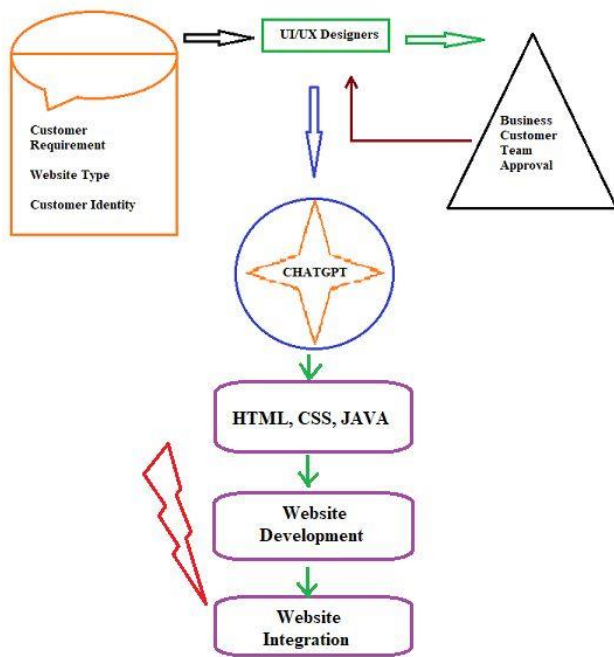 UI/UX Designers
Customer
Requirement
Website Type
Customer Identity
Business
Customer
Team
Approval
CHATGPT
HTML, CSS, JAVA
Website
Development
Website
Integration